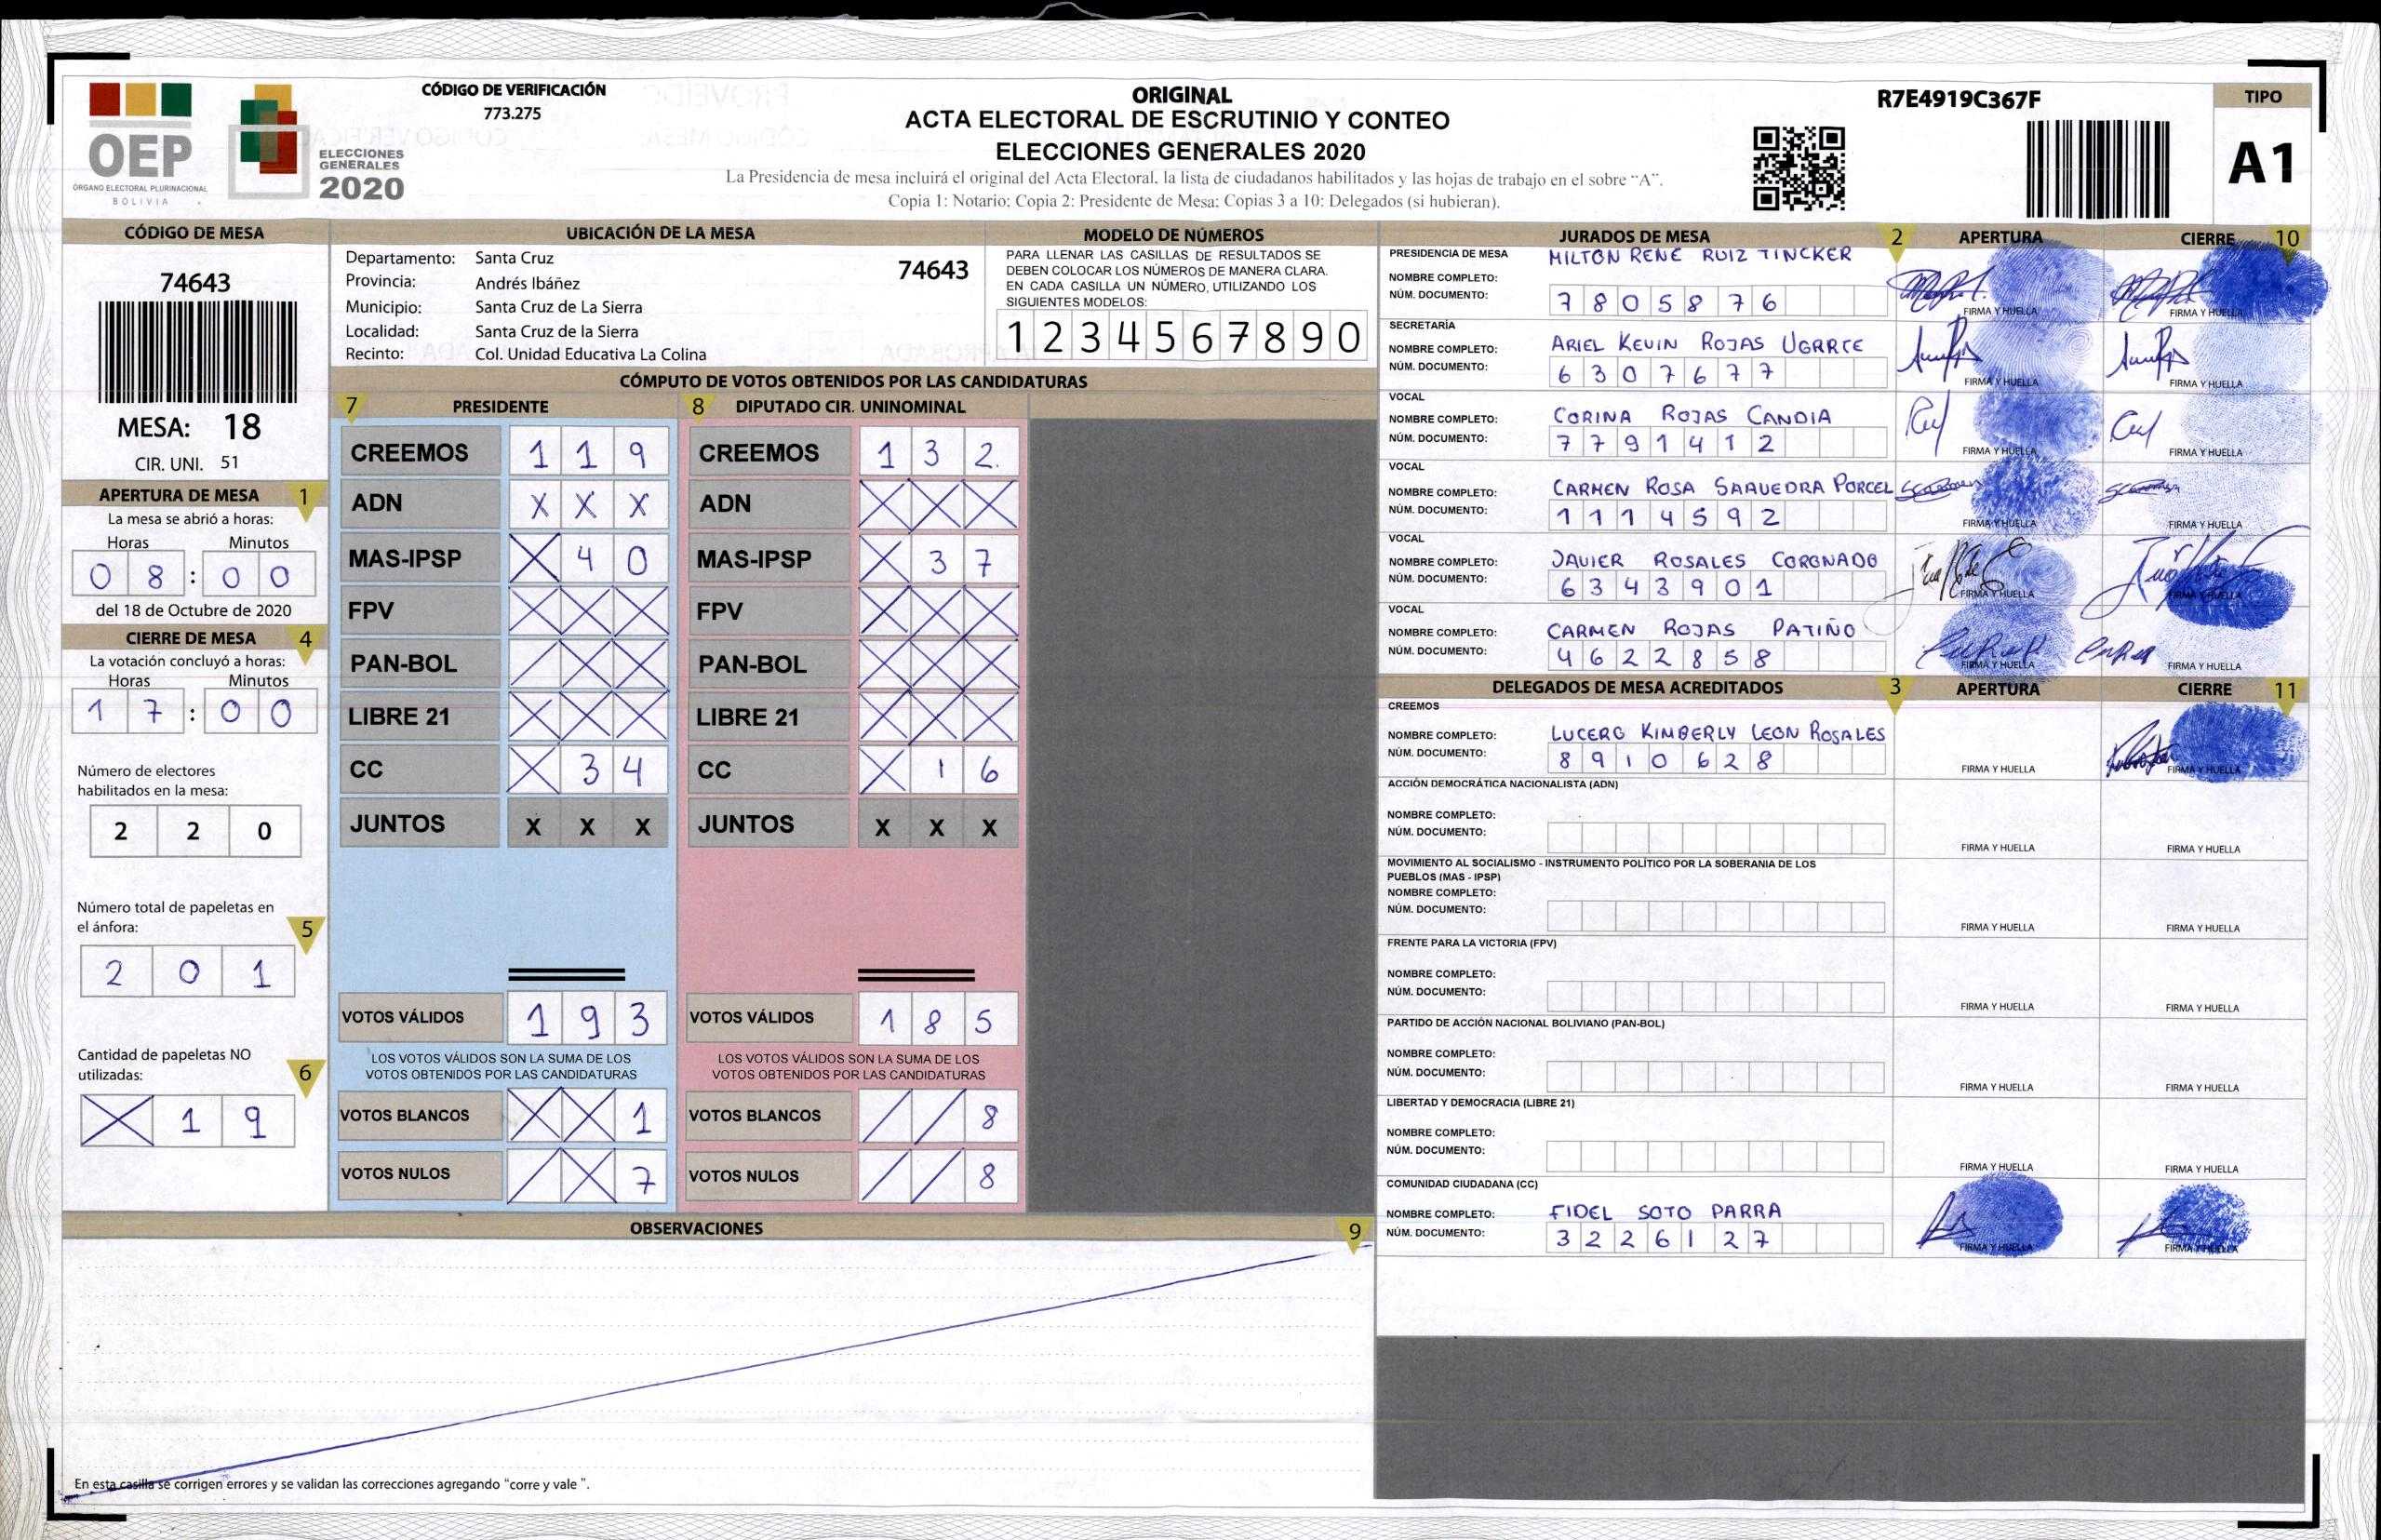 OEP
ÓRGANO ELECTORAL PLURINACIONAL
BOLIVIA
ELECCIONES
GENERALES
2020
CÓDIGO DE VERIFICACIÓN
773.275
ORIGINAL
ACTA ELECTORAL DE ESCRUTINIO Y CONTEO
ELECCIONES GENERALES 2020
La Presidencia de mesa incluirá el original del Acta Electoral, la lista de ciudadanos habilitados y las hojas de trabajo en el sobre “A”.
Copia 1: Notario; Copia 2: Presidente de Mesa; Copias 3 a 10: Delegados (si hubieran).
R7E4919C367F
TIPO
A1
CÓDIGO DE MESA
74643
MESA: 18
CIR. UNI. 51
APERTURA DE MESA 1
La mesa se abrió a horas:
Horas Minutos
0 8 : 0 0
del 18 de Octubre de 2020
CIERRE DE MESA 4
La votación concluyó a horas:
Horas Minutos
1 7 : 0 0
Número de electores
habilitados en la mesa:
2 2 0
Número total de papeletas en
el ánfora: 5
2 0 1
Cantidad de papeletas NO
utilizadas: 6
X 1 9
UBICACIÓN DE LA MESA
Departamento: Santa Cruz 74643
Provincia: Andrés Ibáñez
Municipio: Santa Cruz de La Sierra
Localidad: Santa Cruz de la Sierra
Recinto: Col. Unidad Educativa La Colina
MODELO DE NÚMEROS
PARA LLENAR LAS CASILLAS DE RESULTADOS SE
DEBEN COLOCAR LOS NÚMEROS DE MANERA CLARA.
EN CADA CASILLA UN NÚMERO, UTILIZANDO LOS
SIGUIENTES MODELOS:
1 2 3 4 5 6 7 8 9 0
CÓMPUTO DE VOTOS OBTENIDOS POR LAS CANDIDATURAS
7 PRESIDENTE
CREEMOS 1 1 9
ADN X X X
MAS-IPSP X 4 0
FPV X X X
PAN-BOL / X X
LIBRE 21 X X X
CC X 3 4
JUNTOS X X X
VOTOS VÁLIDOS 1 9 3
LOS VOTOS VÁLIDOS SON LA SUMA DE LOS
VOTOS OBTENIDOS POR LAS CANDIDATURAS
VOTOS BLANCOS X X 1
VOTOS NULOS / X 7
8 DIPUTADO CIR. UNINOMINAL
CREEMOS 1 3 2.
ADN X X X
MAS-IPSP X 3 7
FPV X X X
PAN-BOL X X X
LIBRE 21 X X X
CC X 1 6
JUNTOS X X X
VOTOS VÁLIDOS 1 8 5
LOS VOTOS VÁLIDOS SON LA SUMA DE LOS
VOTOS OBTENIDOS POR LAS CANDIDATURAS
VOTOS BLANCOS / / 8
VOTOS NULOS / / 8
OBSERVACIONES 9
En esta casilla se corrigen errores y se validan las correcciones agregando “corre y vale ”.
JURADOS DE MESA 2 APERTURA CIERRE 10
PRESIDENCIA DE MESA MILTON RENE RUIZ TINCKER
NOMBRE COMPLETO:
NÚM. DOCUMENTO: 7 8 0 5 8 7 6
FIRMA Y HUELLA FIRMA Y HUELLA
SECRETARÍA
NOMBRE COMPLETO: ARIEL KEVIN ROJAS UGARTE
NÚM. DOCUMENTO: 6 3 0 7 6 7 7
FIRMA Y HUELLA FIRMA Y HUELLA
VOCAL
NOMBRE COMPLETO: CORINA ROJAS CANDIA
NÚM. DOCUMENTO: 7 7 9 1 4 1 2
FIRMA Y HUELLA FIRMA Y HUELLA
VOCAL
NOMBRE COMPLETO: CARMEN ROSA SAAVEDRA PORCEL
NÚM. DOCUMENTO: 1 1 1 4 5 9 2
FIRMA Y HUELLA FIRMA Y HUELLA
VOCAL
NOMBRE COMPLETO: JAVIER ROSALES CORONADO
NÚM. DOCUMENTO: 6 3 4 3 9 0 1
FIRMA Y HUELLA FIRMA Y HUELLA
VOCAL
NOMBRE COMPLETO: CARMEN ROJAS PATIÑO
NÚM. DOCUMENTO: 4 6 2 2 8 5 8
FIRMA Y HUELLA FIRMA Y HUELLA
DELEGADOS DE MESA ACREDITADOS 3 APERTURA CIERRE 11
CREEMOS
NOMBRE COMPLETO: LUCERO KIMBERLY LEON ROSALES
NÚM. DOCUMENTO: 8 9 1 0 6 2 8
FIRMA Y HUELLA FIRMA Y HUELLA
ACCIÓN DEMOCRÁTICA NACIONALISTA (ADN)
NOMBRE COMPLETO:
NÚM. DOCUMENTO:
FIRMA Y HUELLA FIRMA Y HUELLA
MOVIMIENTO AL SOCIALISMO - INSTRUMENTO POLÍTICO POR LA SOBERANIA DE LOS
PUEBLOS (MAS - IPSP)
NOMBRE COMPLETO:
NÚM. DOCUMENTO:
FIRMA Y HUELLA FIRMA Y HUELLA
FRENTE PARA LA VICTORIA (FPV)
NOMBRE COMPLETO:
NÚM. DOCUMENTO:
FIRMA Y HUELLA FIRMA Y HUELLA
PARTIDO DE ACCIÓN NACIONAL BOLIVIANO (PAN-BOL)
NOMBRE COMPLETO:
NÚM. DOCUMENTO:
FIRMA Y HUELLA FIRMA Y HUELLA
LIBERTAD Y DEMOCRACIA (LIBRE 21)
NOMBRE COMPLETO:
NÚM. DOCUMENTO:
FIRMA Y HUELLA FIRMA Y HUELLA
COMUNIDAD CIUDADANA (CC)
NOMBRE COMPLETO: FIDEL SOTO PARRA
NÚM. DOCUMENTO: 3 2 2 6 1 2 7
FIRMA Y HUELLA FIRMA Y HUELLA